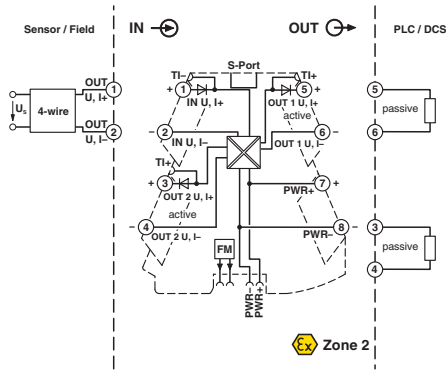 Sensor / Field
IN
OUT
PLC / DCS
S-Port
TI–
TI+
OUT
U, I+
1
+
1
5
+
5
IN U, I+
OUT 1 U, I+
Us
4-wire
active
passive
OUT
U, I–
2
–
2
6
–
6
IN U, I–
OUT 1 U, I–
TI+
+
3
7
+
OUT 2 U, I+
PWR+
active
–
4
8
–
3
OUT 2 U, I–
PWR–
passive
FM
4
PWR–
PWR+
Ex
Zone 2